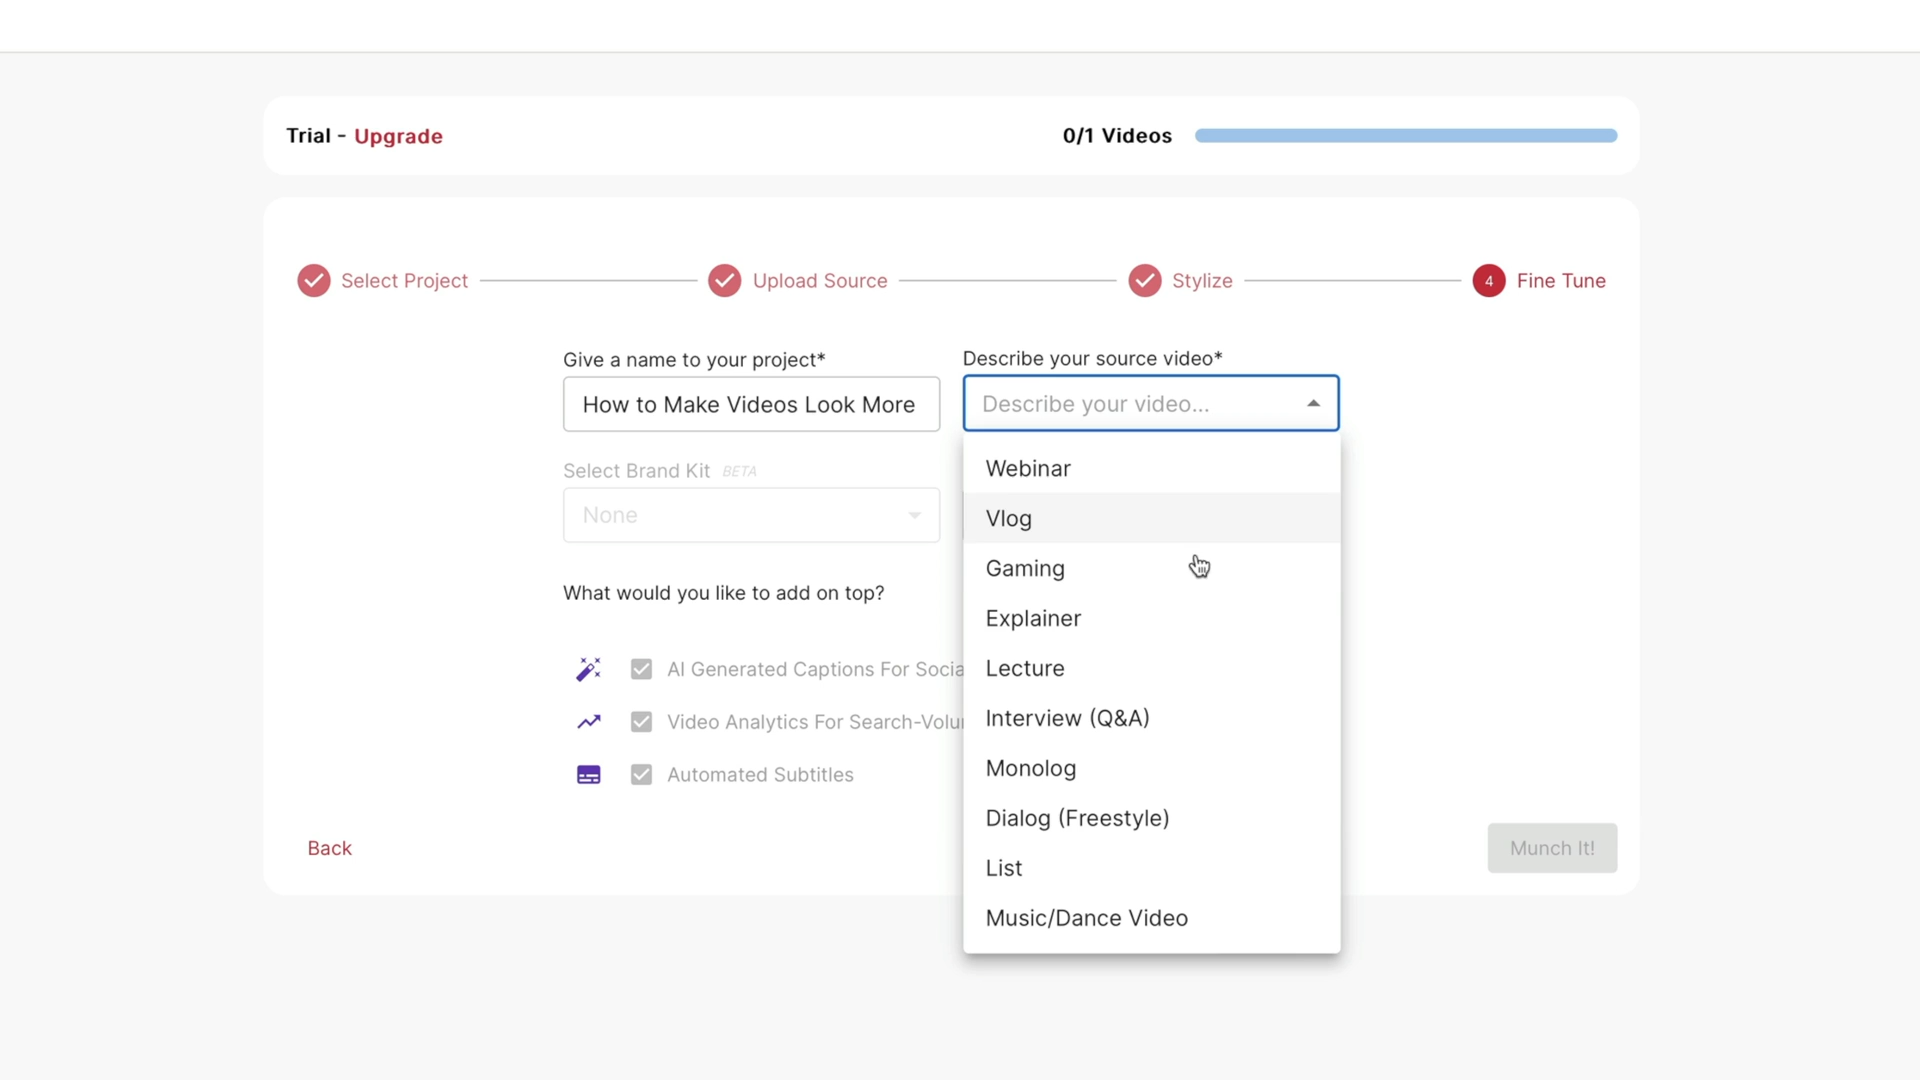 Trial - Upgrade
0/1 Videos
Select Project
Upload Source
Stylize
4 Fine Tune
Give a name to your project*
Describe your source video*
How to Make Videos Look More
Describe your video...
Select Brand Kit BETA
None
Webinar
Vlog
Gaming
Explainer
Lecture
Interview (Q&A)
Monolog
Dialog (Freestyle)
List
Music/Dance Video
What would you like to add on top?
AI Generated Captions For Socia
Video Analytics For Search-Volu
Automated Subtitles
Back
Munch It!